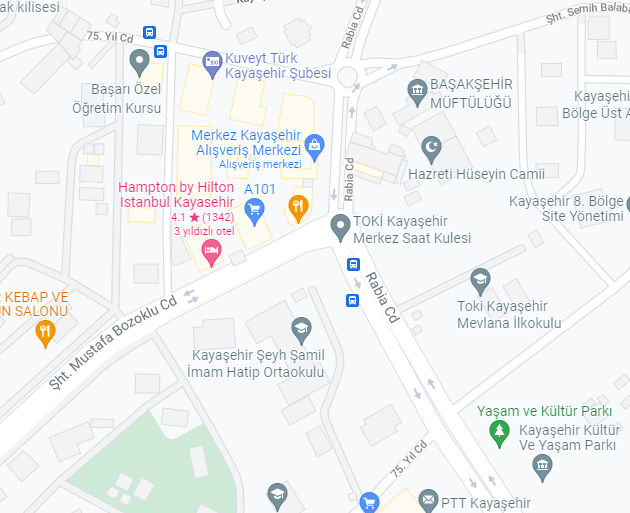 ak kilisesi
75. Yıl Cd
Başarı Özel
Öğretim Kursu
Kuveyt Türk
Kayaşehir Şubesi
Rabia Cd
Şht. Semih Balaba
BAŞAKŞEHİR
MÜFTÜLÜĞÜ
Kayaşehir
Bölge Üst A
Merkez Kayaşehir
Alışveriş Merkezi
Alışveriş merkezi
Hazreti Hüseyin Camii
Rabia Cd
Hampton by Hilton
Istanbul Kayasehir
4.1 ★ (1342)
3 yıldızlı otel
A101
Kayaşehir 8. Bölge
Site Yönetimi
TOKİ Kayaşehir
Merkez Saat Kulesi
Rabia Cd
Toki Kayaşehir
Mevlana İlkokulu
KEBAP VE
N SALONU
Şht. Mustafa Bozoklu Cd
Kayaşehir Şeyh Şamil
İmam Hatip Ortaokulu
Yaşam ve Kültür Parkı
Kayaşehir Kültür
Ve Yaşam Parkı
75. Yıl Cd
PTT Kayaşehir